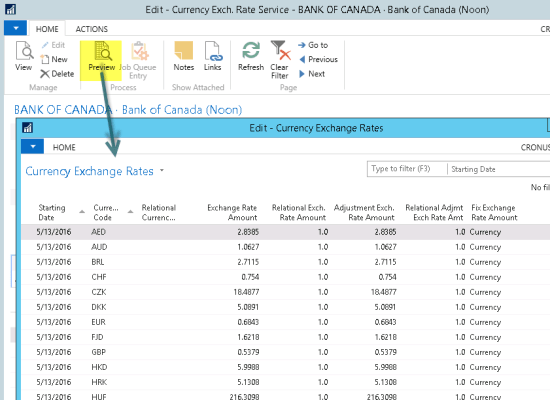 Edit - Currency Exch. Rate Service - BANK OF CANADA · Bank of Canada (Noon)
HOME ACTIONS CR
View Edit New Delete Preview Job Queue Entry Notes Links Refresh Clear Filter Go to Previous Next
Manage Process Show Attached Page
BANK OF CANADA · Bank of Canada (Noon)
Edit - Currency Exchange Rates
HOME CRONUS
Currency Exchange Rates Type to filter (F3) Starting Date
No fil
Starting Date Curre... Code Relational Currenc... Exchange Rate Amount Relational Exch. Rate Amount Adjustment Exch. Rate Amount Relational Adjmt Exch Rate Amt Fix Exchange Rate Amount
5/13/2016 AED 2.8385 1.0 2.8385 1.0 Currency
5/13/2016 AUD 1.0627 1.0 1.0627 1.0 Currency
5/13/2016 BRL 2.7115 1.0 2.7115 1.0 Currency
5/13/2016 CHF 0.754 1.0 0.754 1.0 Currency
5/13/2016 CZK 18.4877 1.0 18.4877 1.0 Currency
5/13/2016 DKK 5.0891 1.0 5.0891 1.0 Currency
5/13/2016 EUR 0.6843 1.0 0.6843 1.0 Currency
5/13/2016 FJD 1.6218 1.0 1.6218 1.0 Currency
5/13/2016 GBP 0.5379 1.0 0.5379 1.0 Currency
5/13/2016 HKD 5.9988 1.0 5.9988 1.0 Currency
5/13/2016 HRK 5.1308 1.0 5.1308 1.0 Currency
5/13/2016 HUF 216.3098 1.0 216.3098 1.0 Currency